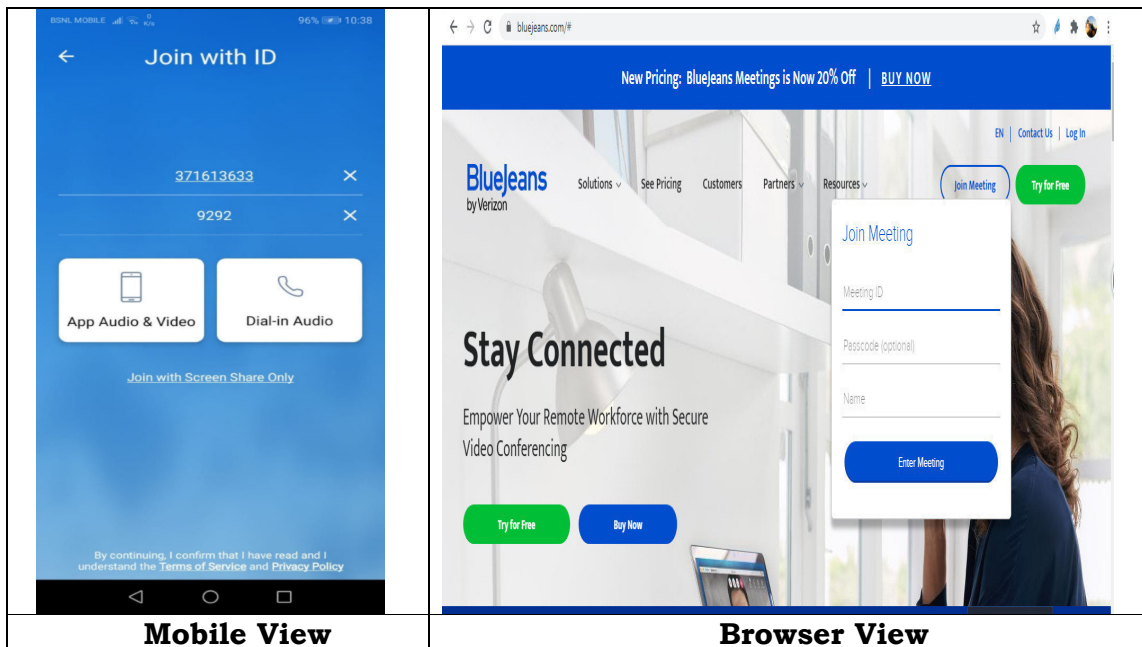 BSNL MOBILE 0 K/s 96% 10:38
Join with ID
371613633
9292
App Audio & Video Dial-in Audio
Join with Screen Share Only
By continuing, I confirm that I have read and I
understand the Terms of Service and Privacy Policy
Mobile View
bluejeans.com/#
New Pricing: BlueJeans Meetings is Now 20% Off | BUY NOW
EN | Contact Us | Log In
BlueJeans
by Verizon
Solutions See Pricing Customers Partners Resources Join Meeting Try for Free
Join Meeting
Meeting ID
Passcode (optional)
Name
Enter Meeting
Stay Connected
Empower Your Remote Workforce with Secure
Video Conferencing
Try for Free Buy Now
Browser View